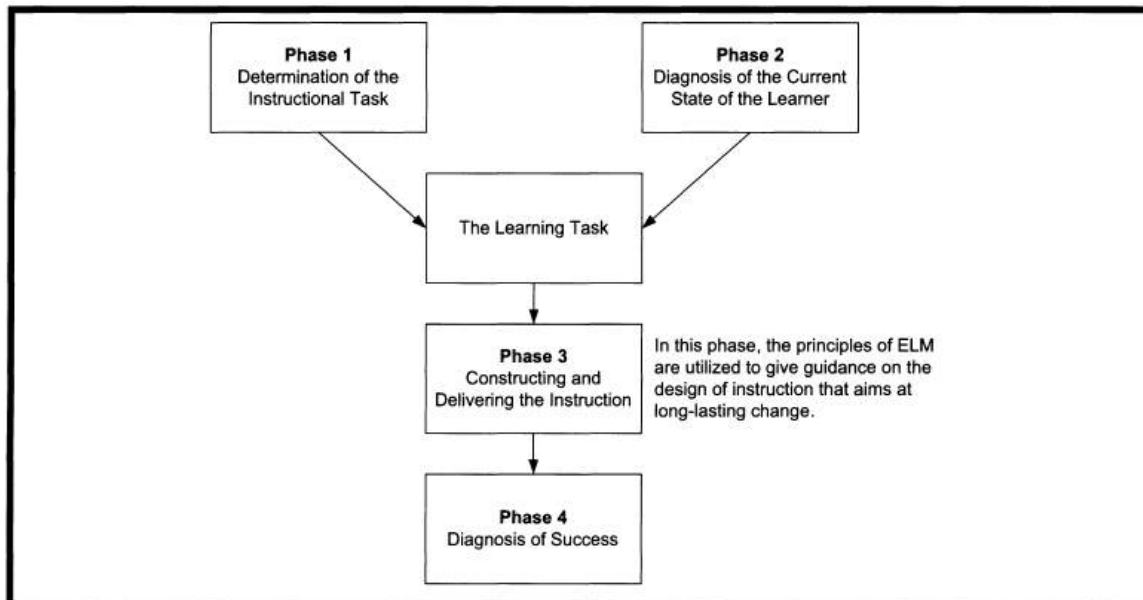 Phase 1
Determination of the
Instructional Task
Phase 2
Diagnosis of the Current
State of the Learner
The Learning Task
Phase 3
Constructing and
Delivering the Instruction
In this phase, the principles of ELM
are utilized to give guidance on the
design of instruction that aims at
long-lasting change.
Phase 4
Diagnosis of Success